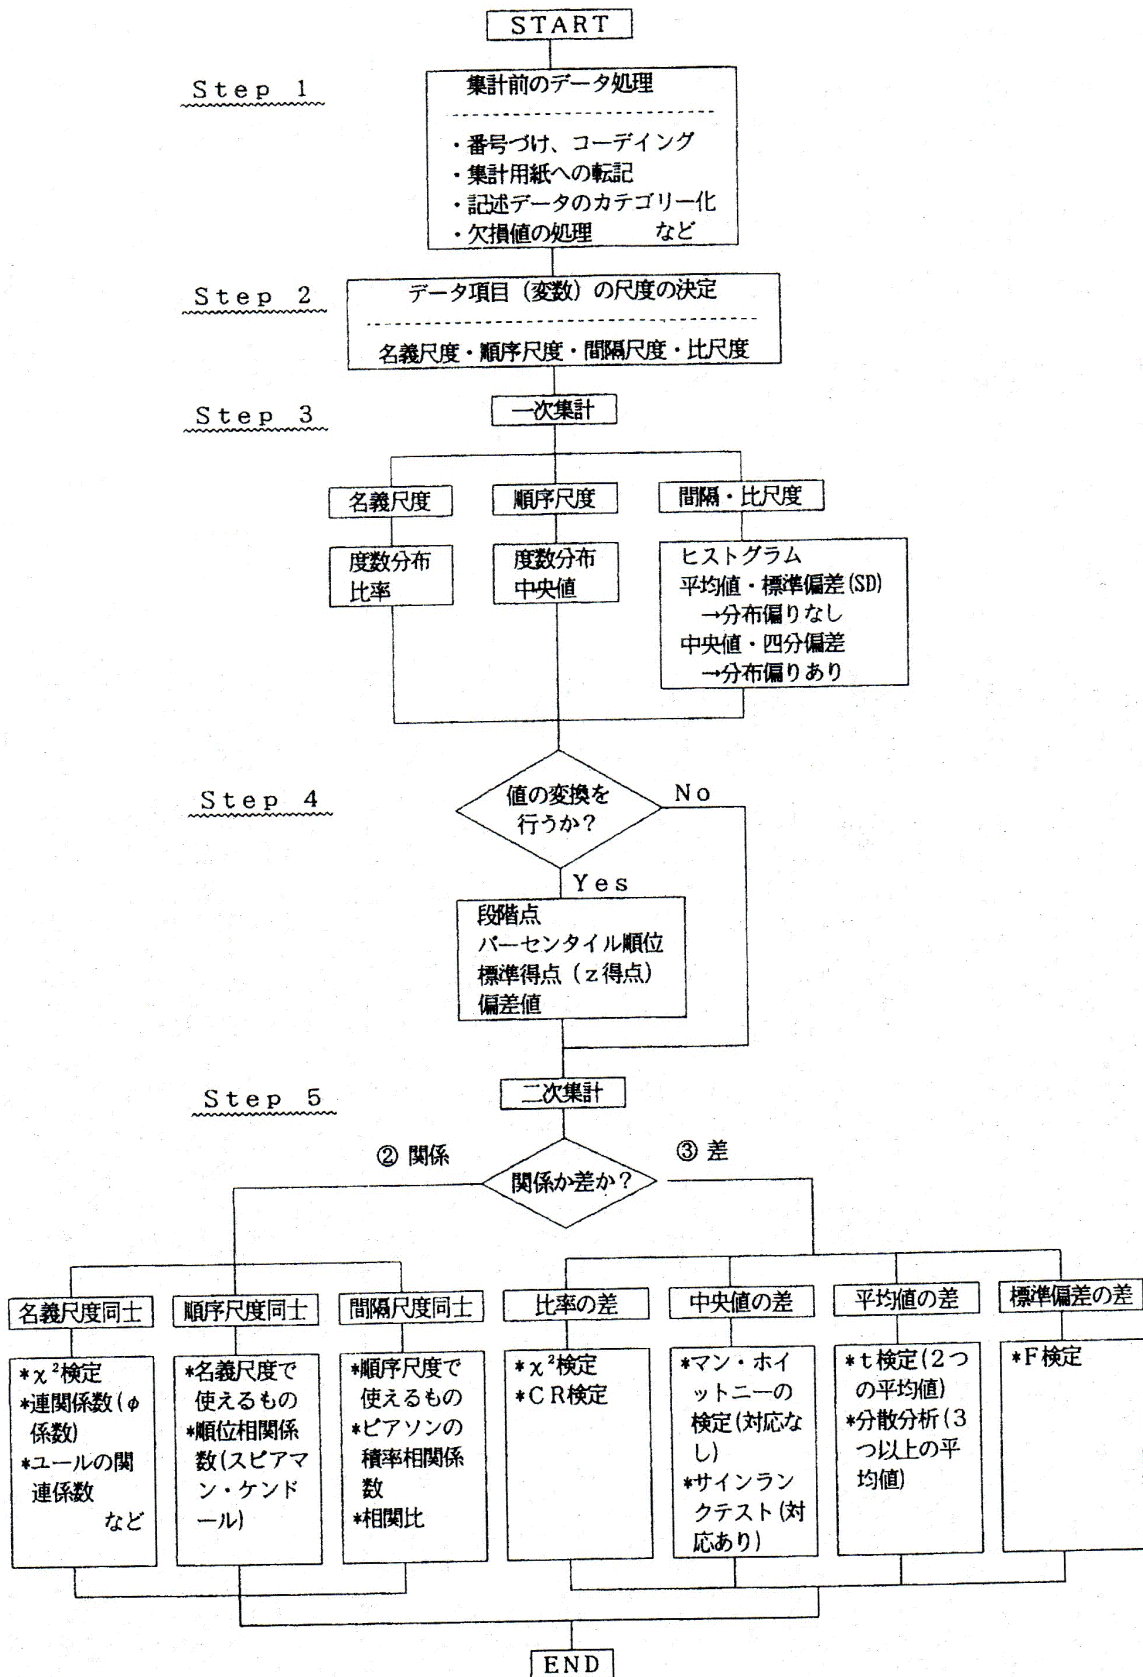 START
Step 1
集計前のデータ処理
・番号づけ、コーデイング
・集計用紙への転記
・記述データのカテゴリー化
・欠損値の処理　など
Step 2
データ項目（変数）の尺度の決定
名義尺度・順序尺度・間隔尺度・比尺度
Step 3
一次集計
名義尺度
度数分布
比率
順序尺度
度数分布
中央値
間隔・比尺度
ヒストグラム
平均値・標準偏差(SD)
→分布偏りなし
中央値・四分偏差
→分布偏りあり
Step 4
値の変換を
行うか？
No
Yes
段階点
パーセンタイル順位
標準得点（z得点）
偏差値
Step 5
二次集計
関係か差か？
② 関係
③ 差
名義尺度同士
*χ²検定
*連関係数(φ
係数)
*ユールの関
連係数
など
順序尺度同士
*名義尺度で
使えるもの
*順位相関係
数(スピアマ
ン・ケンド
ール)
間隔尺度同士
*順序尺度で
使えるもの
*ピアソンの
積率相関係
数
*相関比
比率の差
*χ²検定
*CR検定
中央値の差
*マン・ホイ
ットニーの
検定(対応な
し)
*サインラン
クテスト(対
応あり)
平均値の差
*t検定(2つ
の平均値)
*分散分析(3
つ以上の平
均値)
標準偏差の差
*F検定
END